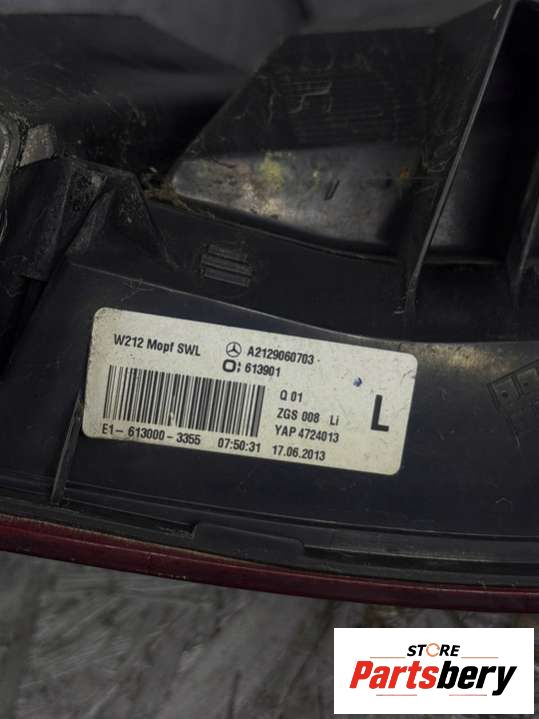 W212 Mopf SWL A2129060703
613901
Q 01
ZGS 008 Li
L
YAP 4724013
E1- 613000- 3355 07:50:31 17.06.2013
STORE
Partsbery